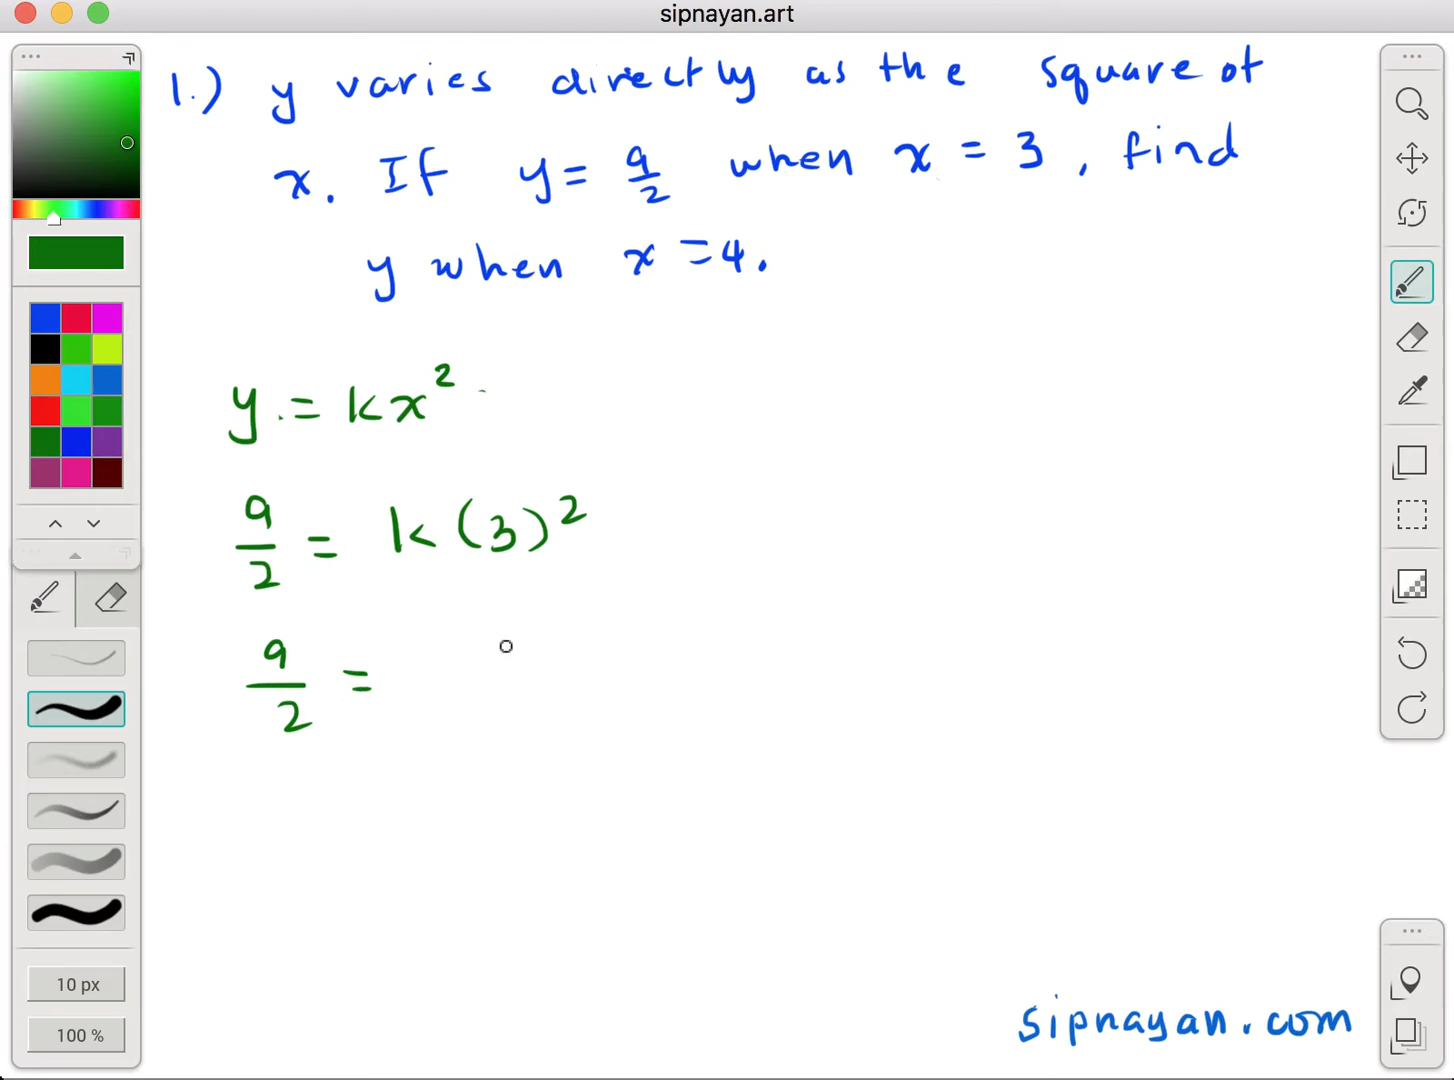 sipnayan.art
1.) y varies directly as the square of
x. If y = 9/2 when x = 3, find
y when x = 4.
y = kx²
9/2 = k(3)²
9/2 =
10 px
100 %
sipnayan.com